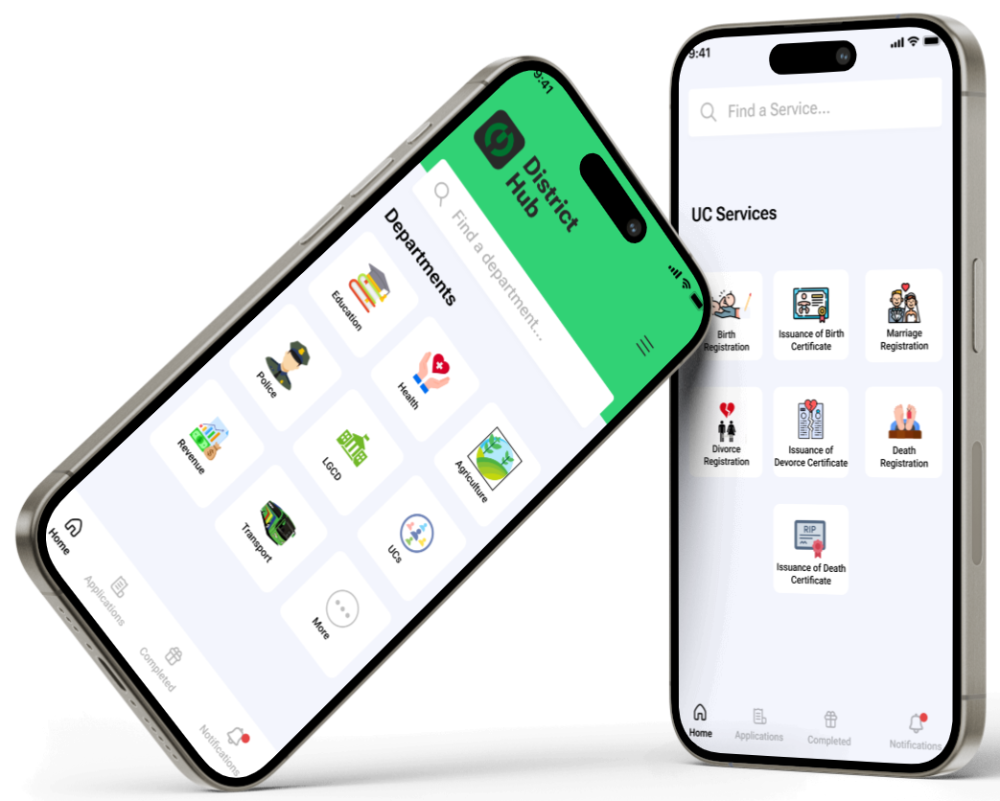 9:41
District
Hub
Find a department...
Departments
Education
Health
Agriculture
Police
LGCD
UCs
Revenue
Transport
More
Home
Applications
Completed
Notifications
9:41
Find a Service...
UC Services
Birth
Registration
Issuance of Birth
Certificate
Marriage
Registration
Divorce
Registration
Issuance of
Devorce Certificate
Death
Registration
RIP
Issuance of Death
Certificate
Home
Applications
Completed
Notifications